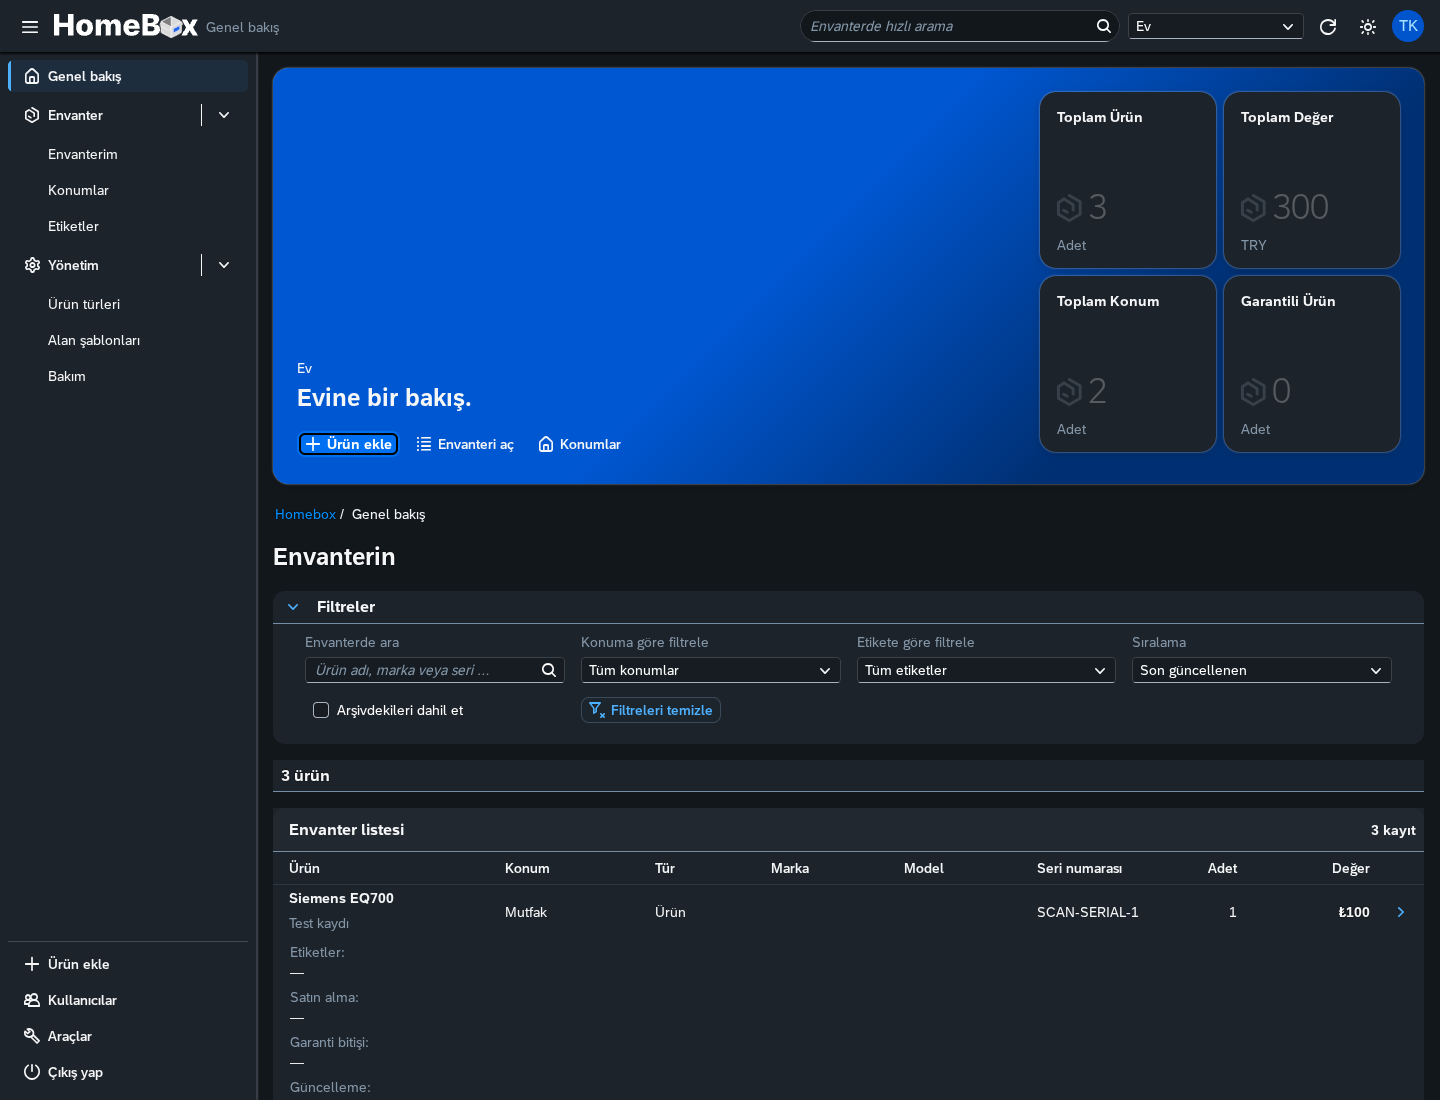 HomeBox Genel bakış
Envanterde hızlı arama
Ev
TK
Genel bakış
Envanter
Envanterim
Konumlar
Etiketler
Yönetim
Ürün türleri
Alan şablonları
Bakım
Ürün ekle
Kullanıcılar
Araçlar
Çıkış yap
Ev
Evine bir bakış.
Ürün ekle
Envanteri aç
Konumlar
Toplam Ürün
3
Adet
Toplam Değer
300
TRY
Toplam Konum
2
Adet
Garantili Ürün
0
Adet
Homebox / Genel bakış
Envanterin
Filtreler
Envanterde ara
Konuma göre filtrele
Etikete göre filtrele
Sıralama
Ürün adı, marka veya seri ...
Tüm konumlar
Tüm etiketler
Son güncellenen
Arşivdekileri dahil et
Filtreleri temizle
3 ürün
Envanter listesi
3 kayıt
Ürün Konum Tür Marka Model Seri numarası Adet Değer
Siemens EQ700
Test kaydı
Mutfak Ürün SCAN-SERIAL-1 1 ₺100
Etiketler:
—
Satın alma:
—
Garanti bitişi:
—
Güncelleme: